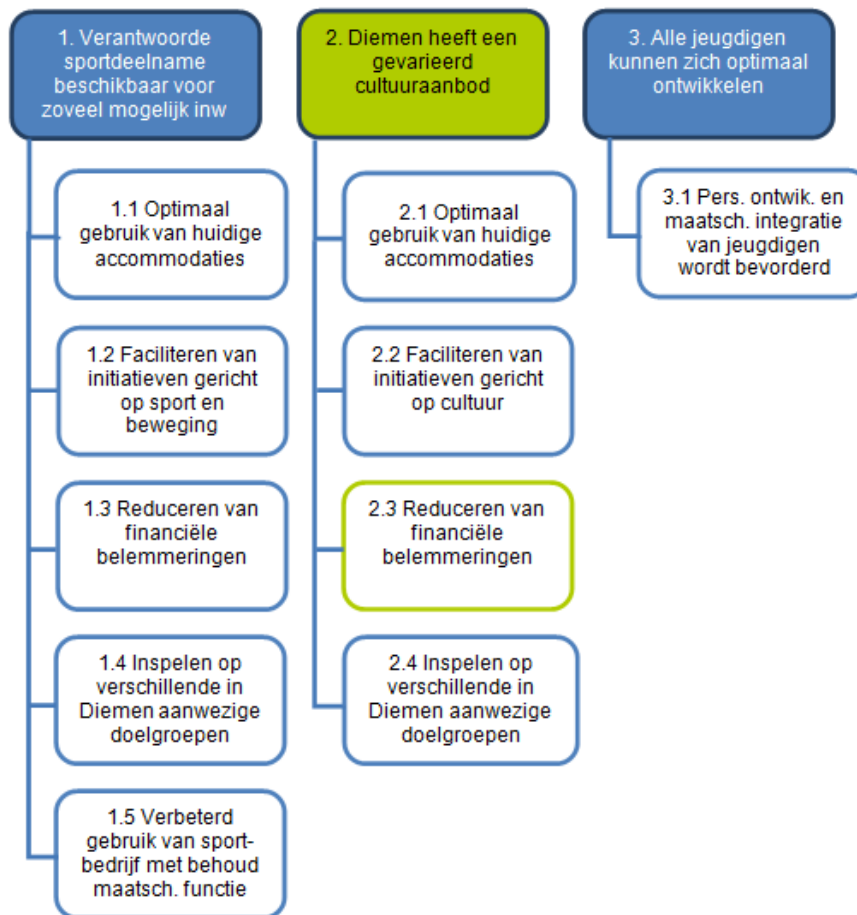 1. Verantwoorde
sportdeelname
beschikbaar voor
zoveel mogelijk inw
1.1 Optimaal
gebruik van huidige
accommodaties
1.2 Faciliteren van
initiatieven gericht
op sport en
beweging
1.3 Reduceren van
financiële
belemmeringen
1.4 Inspelen op
verschillende in
Diemen aanwezige
doelgroepen
1.5 Verbeterd
gebruik van sport-
bedrijf met behoud
maatsch. functie
2. Diemen heeft een
gevarieerd
cultuuraanbod
2.1 Optimaal
gebruik van huidige
accommodaties
2.2 Faciliteren van
initiatieven gericht
op cultuur
2.3 Reduceren van
financiële
belemmeringen
2.4 Inspelen op
verschillende in
Diemen aanwezige
doelgroepen
3. Alle jeugdigen
kunnen zich optimaal
ontwikkelen
3.1 Pers. ontwik. en
maatsch. integratie
van jeugdigen
wordt bevorderd